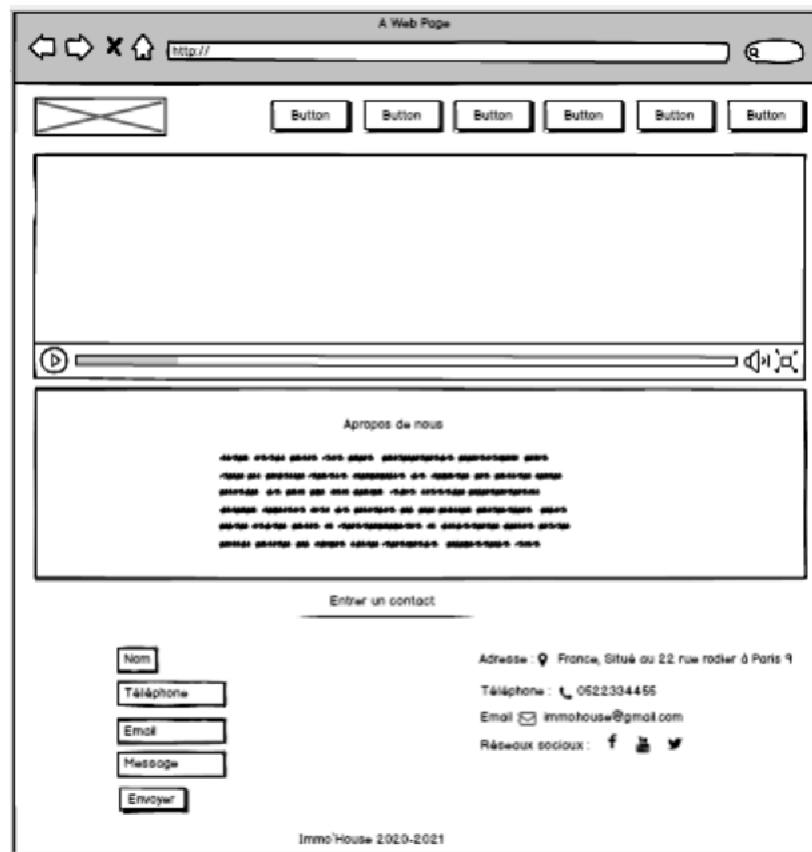 A Web Page
http://
Button Button Button Button Button Button
Apropos de nous
Entrer un contact
Nom
Téléphone
Email
Message
Envoyer
Adresse : France, Situé au 22 rue rodier à Paris 9
Téléphone : 0522334455
Email immohouse@gmail.com
Réseaux sociaux :
Immo'House 2020-2021